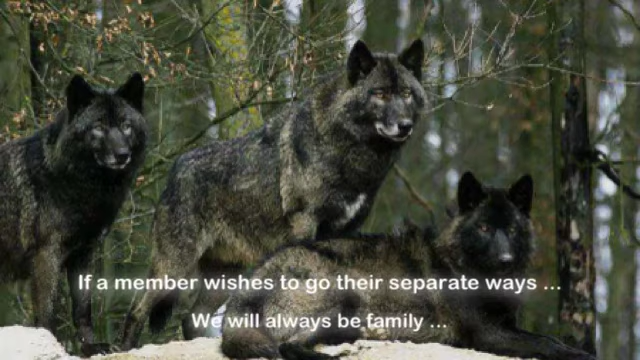 If a member wishes to go their separate ways ...
We will always be family ...